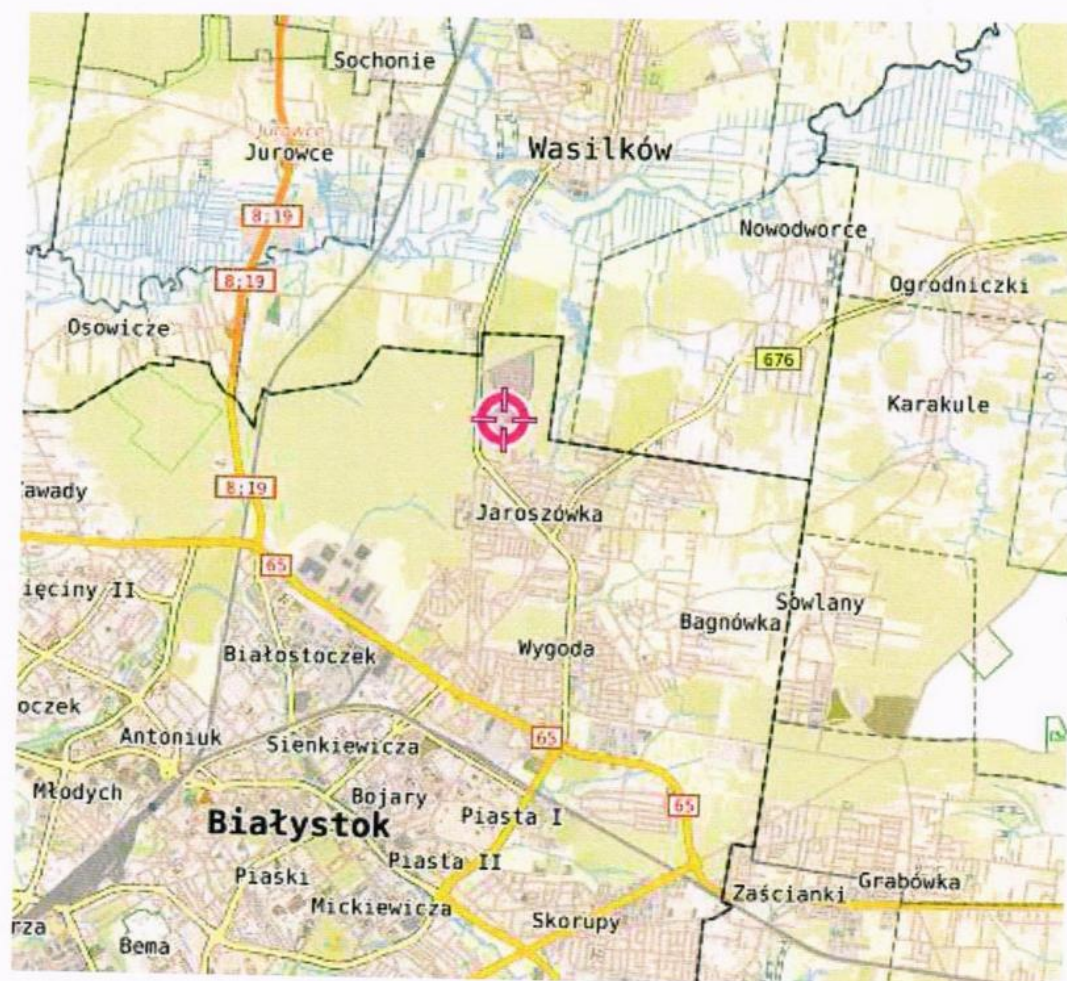 Sochonie
Jurowce
Jurowce
Wasilków
8;19
Nowodworce
8;19
Ogrodniczki
Osowicze
676
Karakule
8;19
awady
Jaroszówka
65
ięciny II
Sowlany
Bagnówka
Wygoda
Białostoczek
oczek
Antoniuk
Sienkiewicza
65
Młodych
Bojary
65
Białystok
Piasta I
Piasta II
Piaski
Mickiewicza
Zaścianki
Grabówka
Skorupy
rza
Bema